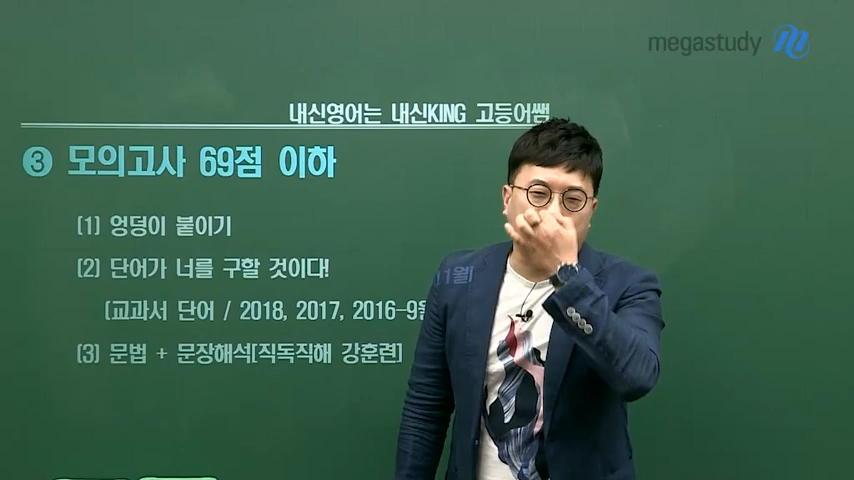 megastudy
내신영어는 내신KING 고등어쌤
③ 모의고사 69점 이하
(1) 엉덩이 붙이기
(2) 단어가 너를 구할 것이다!
(교과서 단어 / 2018, 2017, 2016-9월 11월)
(3) 문법 + 문장해석[직독직해 강훈련]